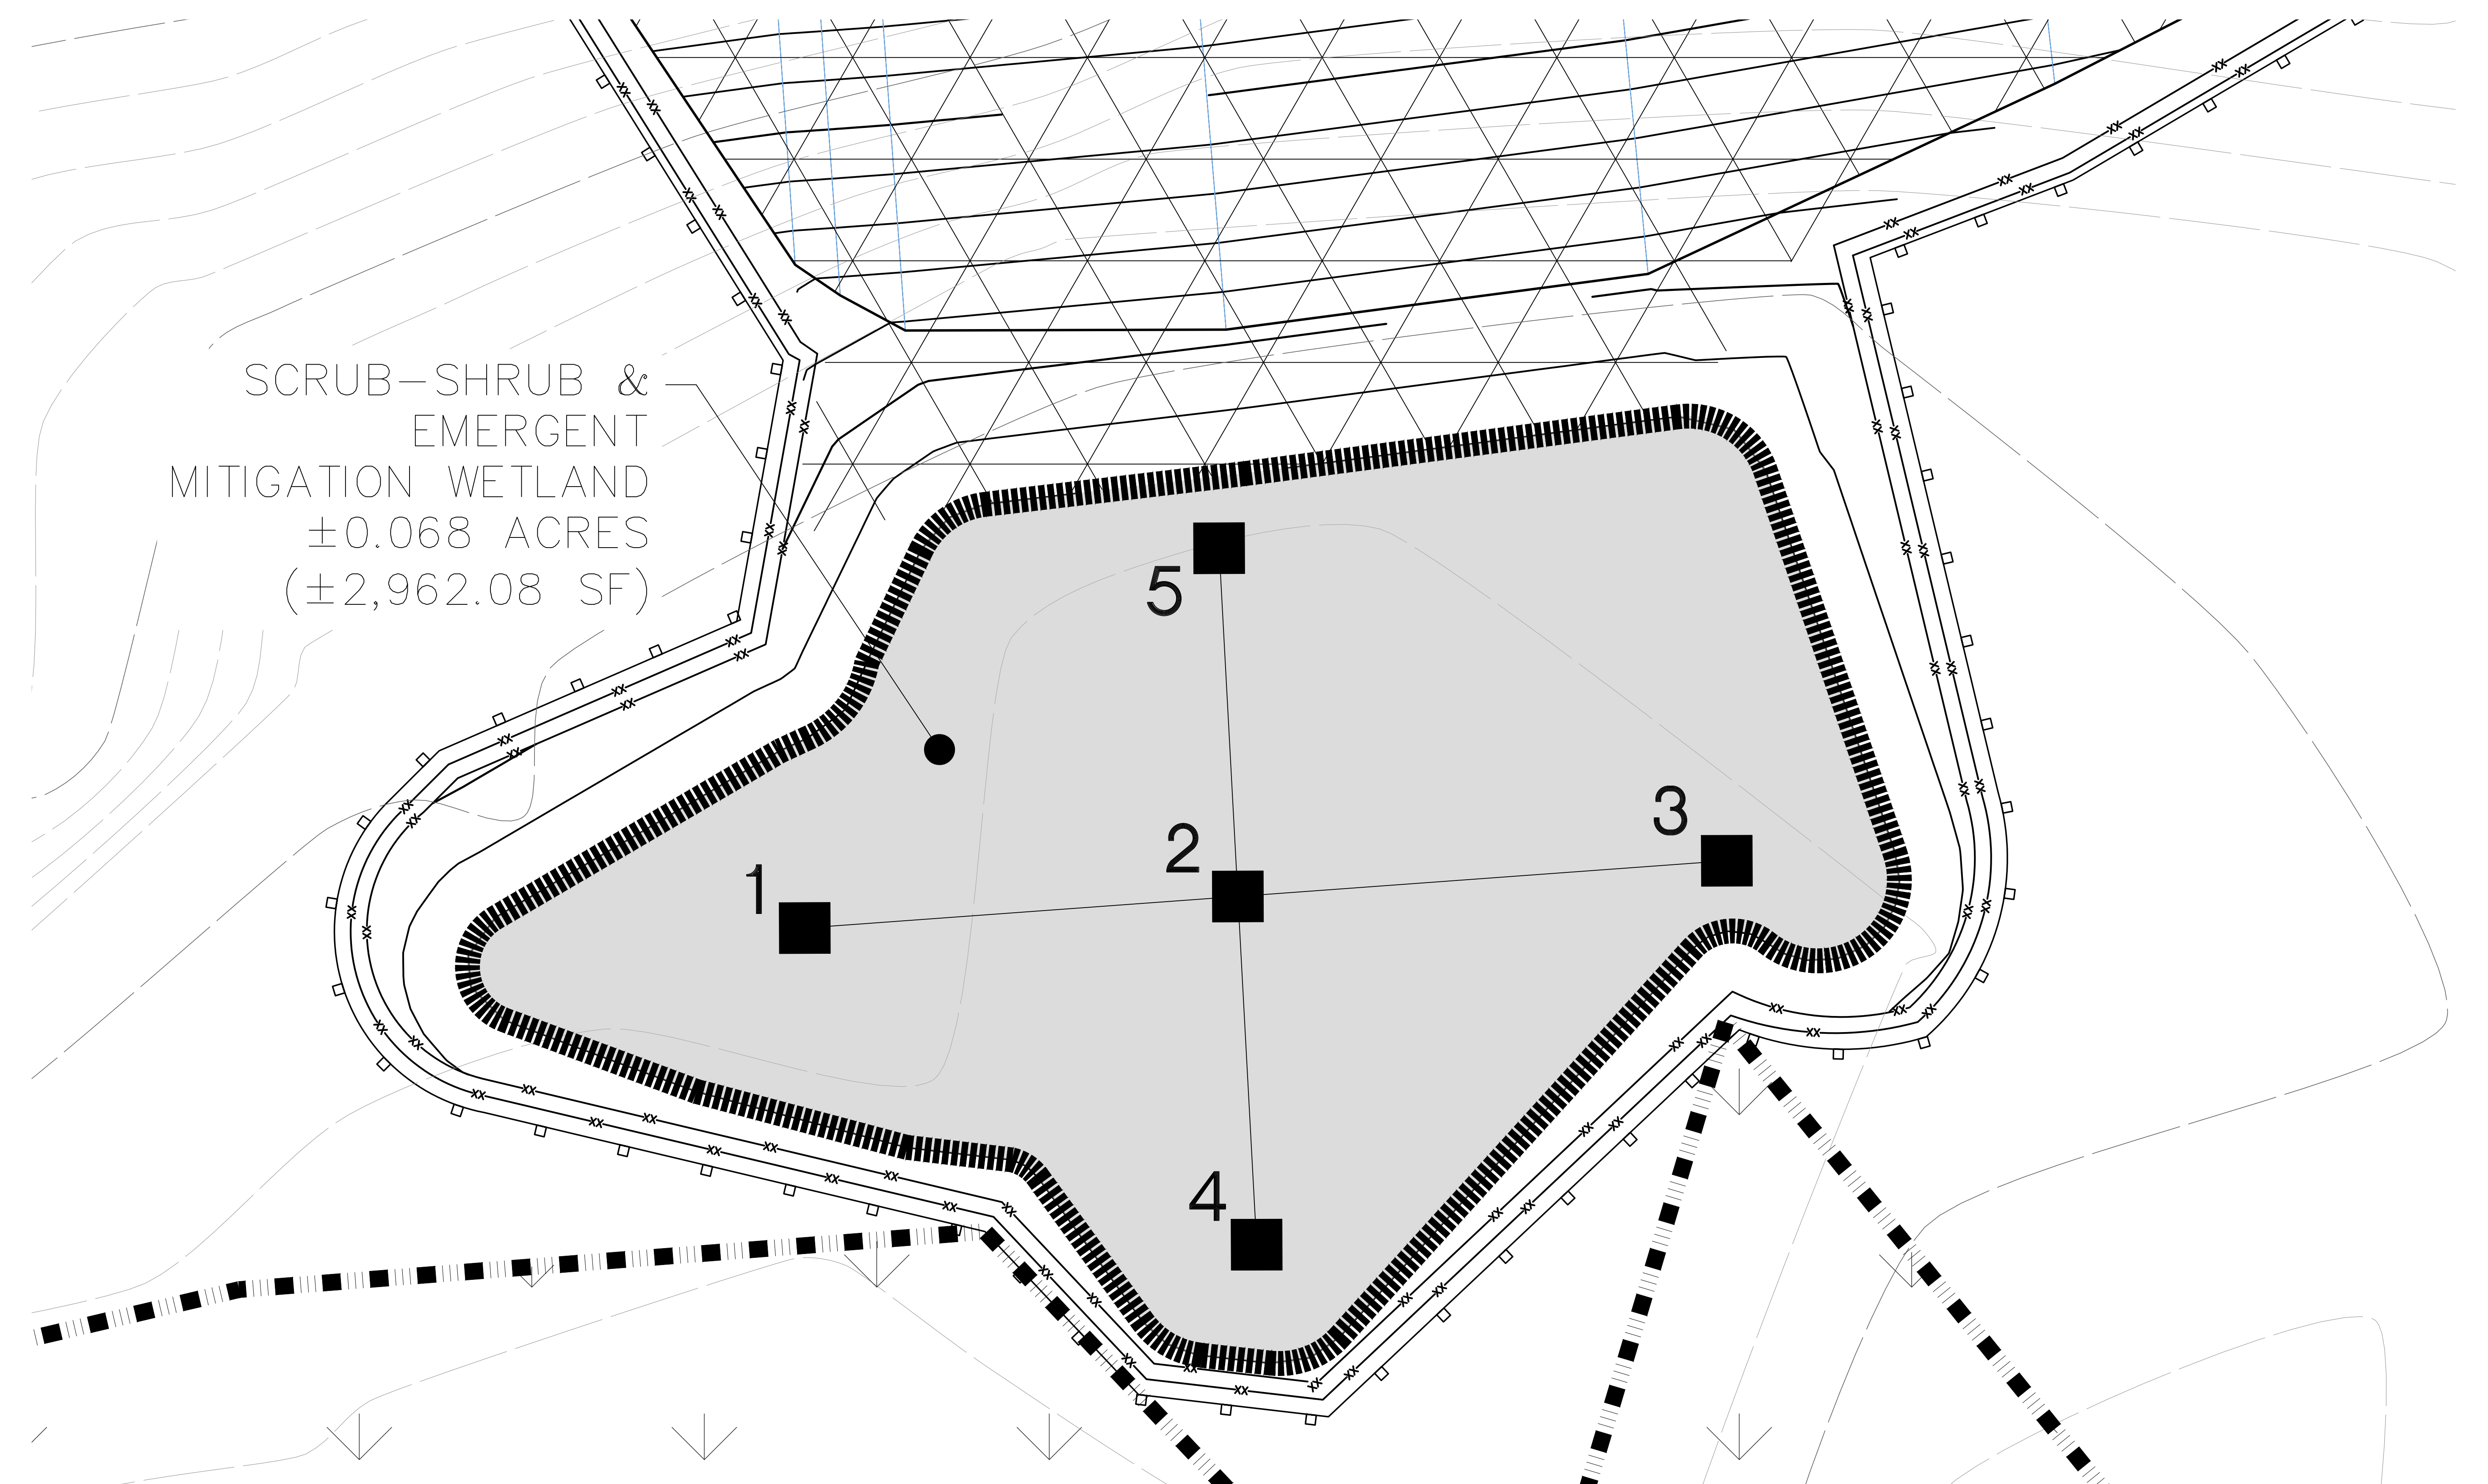 SCRUB-SHRUB &
EMERGENT
MITIGATION WETLAND
±0.068 ACRES
(±2,962.08 SF)
5
3
2
1
4